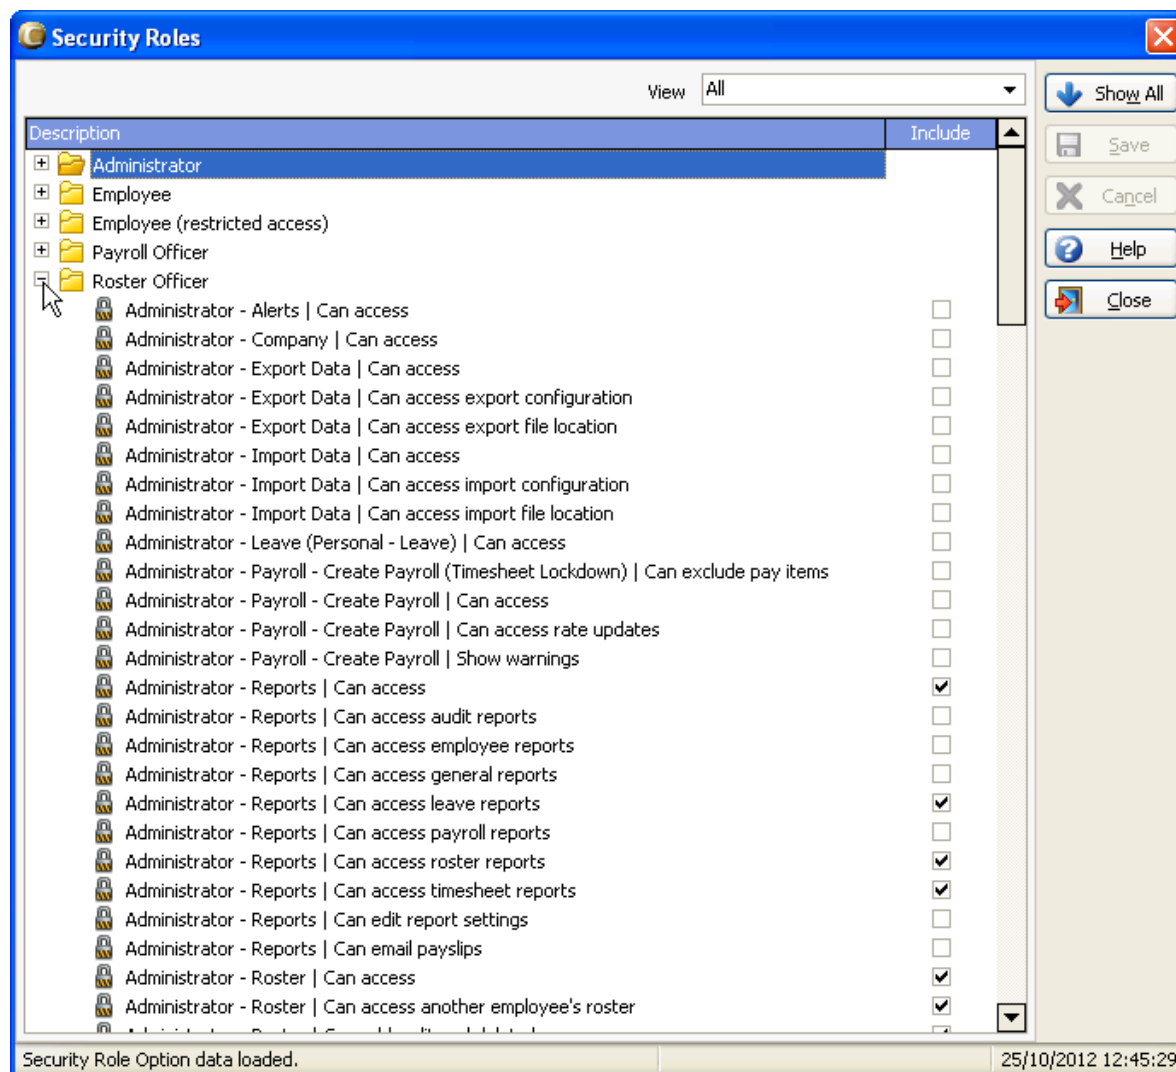 Security Roles
View All
Show All
Description Include
Save
Administrator
Employee
Cancel
Employee (restricted access)
Payroll Officer
Help
Roster Officer
Close
Administrator - Alerts | Can access
Administrator - Company | Can access
Administrator - Export Data | Can access
Administrator - Export Data | Can access export configuration
Administrator - Export Data | Can access export file location
Administrator - Import Data | Can access
Administrator - Import Data | Can access import configuration
Administrator - Import Data | Can access import file location
Administrator - Leave (Personal - Leave) | Can access
Administrator - Payroll - Create Payroll (Timesheet Lockdown) | Can exclude pay items
Administrator - Payroll - Create Payroll | Can access
Administrator - Payroll - Create Payroll | Can access rate updates
Administrator - Payroll - Create Payroll | Show warnings
Administrator - Reports | Can access
Administrator - Reports | Can access audit reports
Administrator - Reports | Can access employee reports
Administrator - Reports | Can access general reports
Administrator - Reports | Can access leave reports
Administrator - Reports | Can access payroll reports
Administrator - Reports | Can access roster reports
Administrator - Reports | Can access timesheet reports
Administrator - Reports | Can edit report settings
Administrator - Reports | Can email payslips
Administrator - Roster | Can access
Administrator - Roster | Can access another employee's roster
Security Role Option data loaded. 25/10/2012 12:45:29